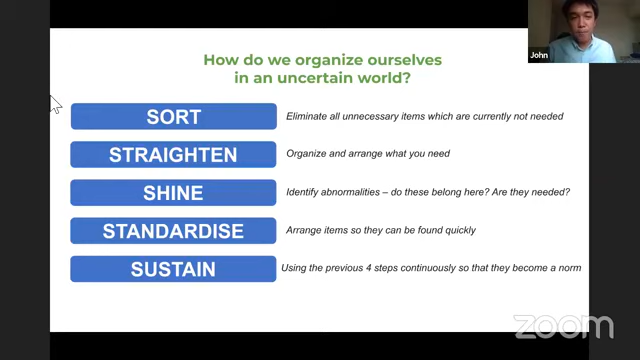 How do we organize ourselves
in an uncertain world?
SORT Eliminate all unnecessary items which are currently not needed
STRAIGHTEN Organize and arrange what you need
SHINE Identify abnormalities – do these belong here? Are they needed?
STANDARDISE Arrange items so they can be found quickly
SUSTAIN Using the previous 4 steps continuously so that they become a norm
John
zoom